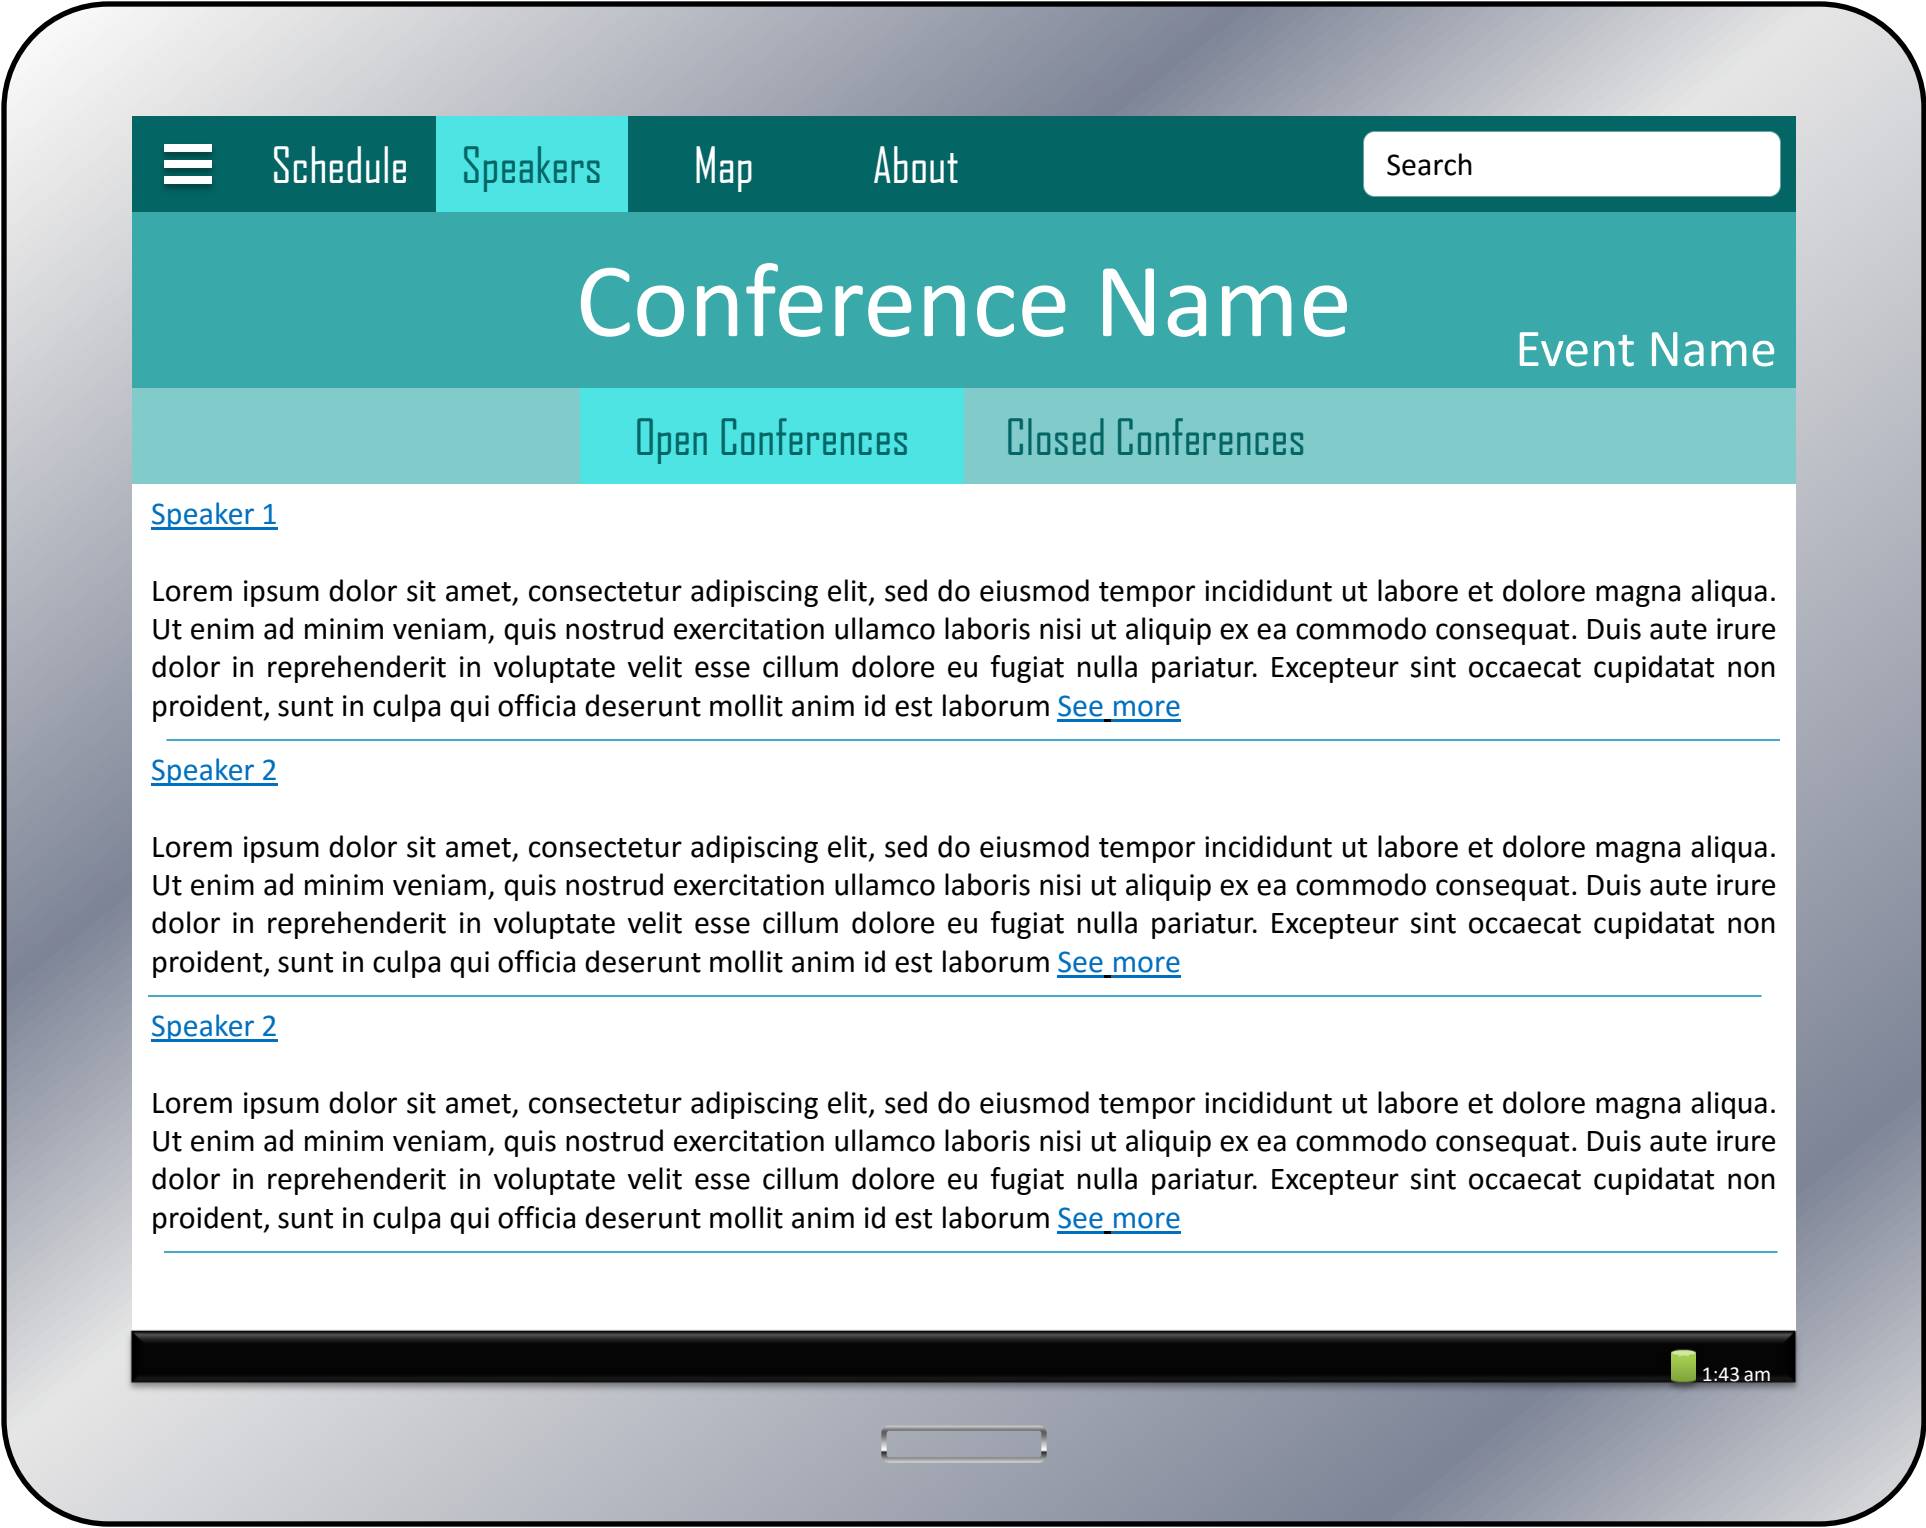 Schedule Speakers Map About Search
Conference Name
Event Name
Open Conferences Closed Conferences
Speaker 1
Lorem ipsum dolor sit amet, consectetur adipiscing elit, sed do eiusmod tempor incididunt ut labore et dolore magna aliqua.
Ut enim ad minim veniam, quis nostrud exercitation ullamco laboris nisi ut aliquip ex ea commodo consequat. Duis aute irure
dolor in reprehenderit in voluptate velit esse cillum dolore eu fugiat nulla pariatur. Excepteur sint occaecat cupidatat non
proident, sunt in culpa qui officia deserunt mollit anim id est laborum See more
Speaker 2
Lorem ipsum dolor sit amet, consectetur adipiscing elit, sed do eiusmod tempor incididunt ut labore et dolore magna aliqua.
Ut enim ad minim veniam, quis nostrud exercitation ullamco laboris nisi ut aliquip ex ea commodo consequat. Duis aute irure
dolor in reprehenderit in voluptate velit esse cillum dolore eu fugiat nulla pariatur. Excepteur sint occaecat cupidatat non
proident, sunt in culpa qui officia deserunt mollit anim id est laborum See more
Speaker 2
Lorem ipsum dolor sit amet, consectetur adipiscing elit, sed do eiusmod tempor incididunt ut labore et dolore magna aliqua.
Ut enim ad minim veniam, quis nostrud exercitation ullamco laboris nisi ut aliquip ex ea commodo consequat. Duis aute irure
dolor in reprehenderit in voluptate velit esse cillum dolore eu fugiat nulla pariatur. Excepteur sint occaecat cupidatat non
proident, sunt in culpa qui officia deserunt mollit anim id est laborum See more
1:43 am